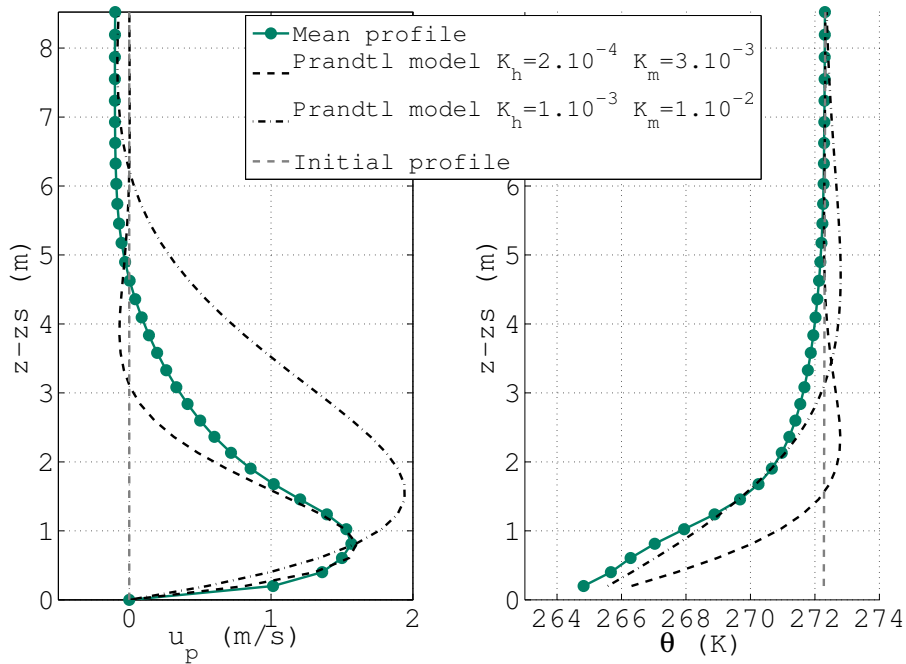 Mean profile
Prandtl model K_h=2.10^-4 K_m=3.10^-3
Prandtl model K_h=1.10^-3 K_m=1.10^-2
Initial profile
8
7
6
5
4
3
2
1
0
z-zs (m)
0 1 2
u_p (m/s)
6
5
4
3
2
1
0
z-zs (m)
264 266 268 270 272 274
θ (K)